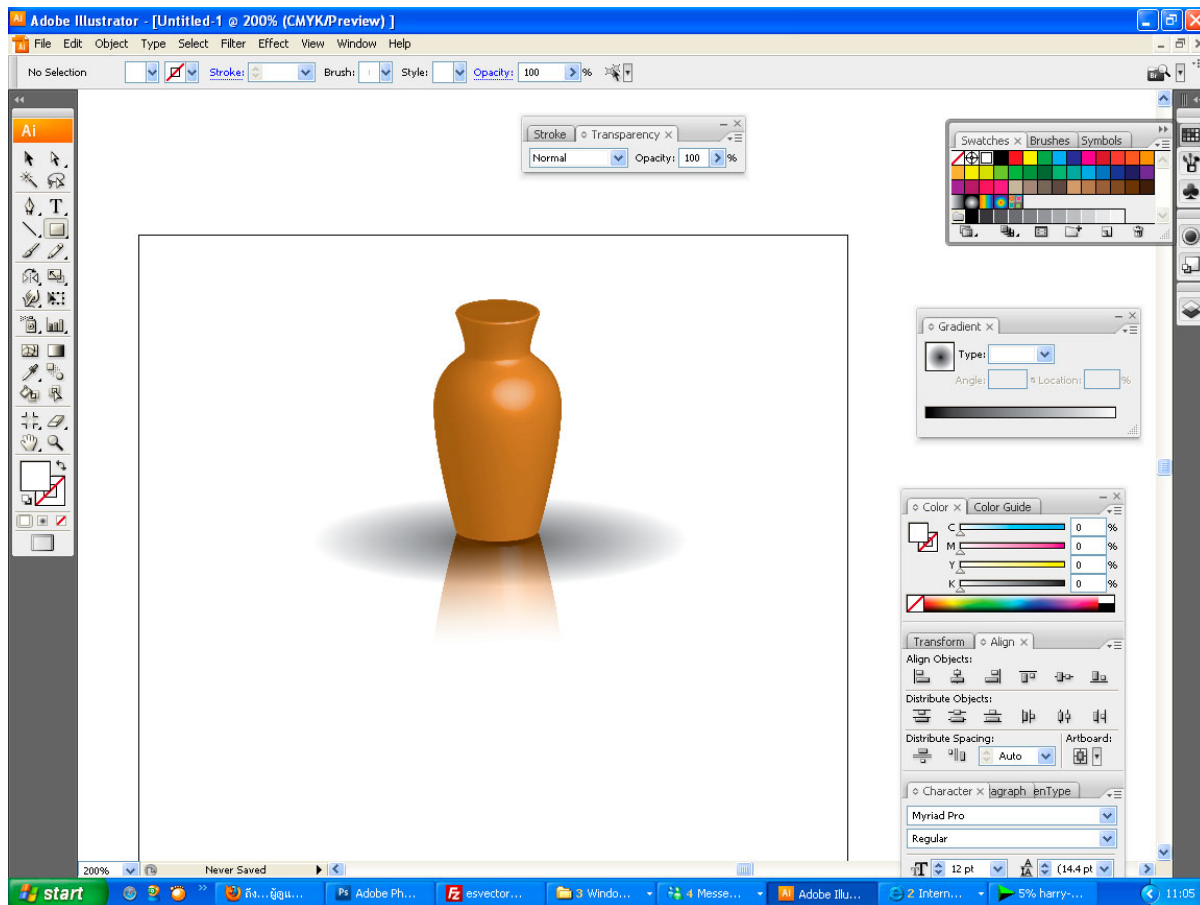 Adobe Illustrator - [Untitled-1 @ 200% (CMYK/Preview) ]
File Edit Object Type Select Filter Effect View Window Help
No Selection Stroke: Brush: Style: Opacity: 100 %
Ai
Stroke Transparency
Normal Opacity: 100 %
Swatches Brushes Symbols
Gradient
Type:
Angle: Location: %
Color Color Guide
C 0 %
M 0 %
Y 0 %
K 0 %
Transform Align
Align Objects:
Distribute Objects:
Distribute Spacing: Artboard:
Auto
Character agraph enType
Myriad Pro
Regular
12 pt (14.4 pt)
200% Never Saved
start ถึง... Adobe Ph... esvector... 3 Windo... 4 Messe... Adobe Illu... 2 Intern... 5% harry-... 11:05